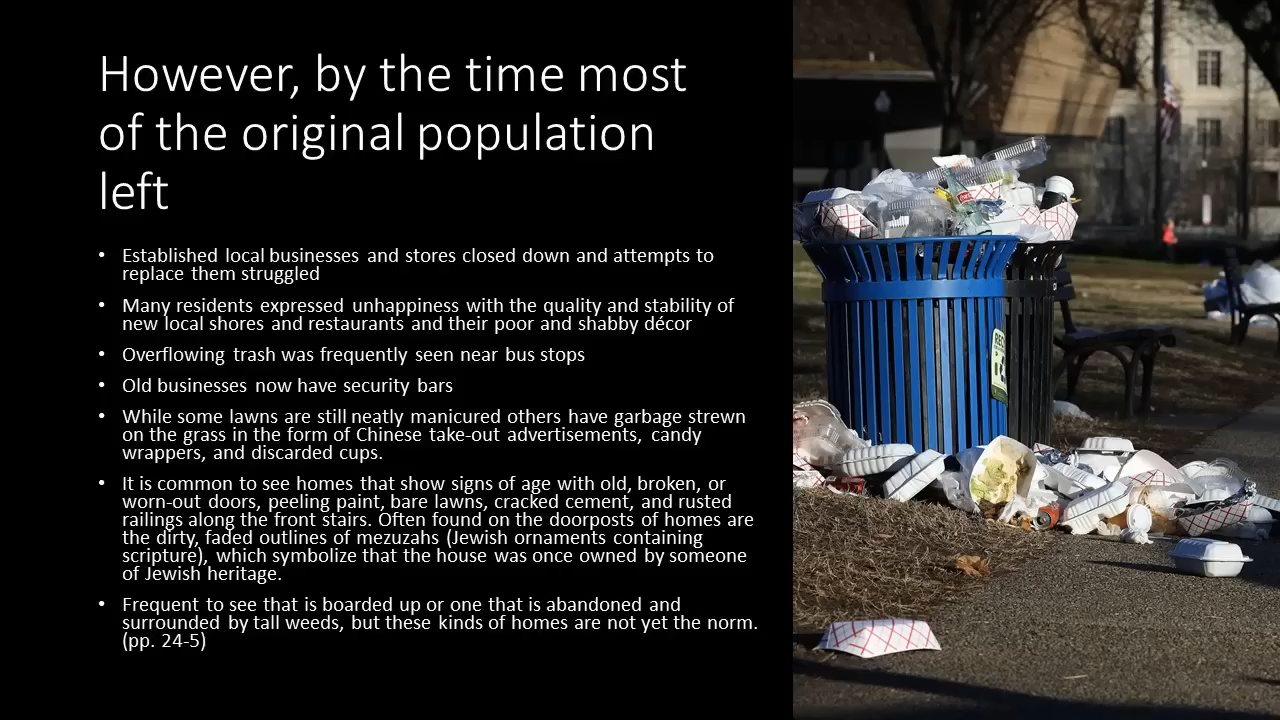 However, by the time most
of the original population
left
• Established local businesses and stores closed down and attempts to
replace them struggled
• Many residents expressed unhappiness with the quality and stability of
new local shores and restaurants and their poor and shabby décor
• Overflowing trash was frequently seen near bus stops
• Old businesses now have security bars
• While some lawns are still neatly manicured others have garbage strewn
on the grass in the form of Chinese take-out advertisements, candy
wrappers, and discarded cups.
• It is common to see homes that show signs of age with old, broken, or
worn-out doors, peeling paint, bare lawns, cracked cement, and rusted
railings along the front stairs. Often found on the doorposts of homes are
the dirty, faded outlines of mezuzahs (Jewish ornaments containing
scripture), which symbolize that the house was once owned by someone
of Jewish heritage.
• Frequent to see that is boarded up or one that is abandoned and
surrounded by tall weeds, but these kinds of homes are not yet the norm.
(pp. 24-5)